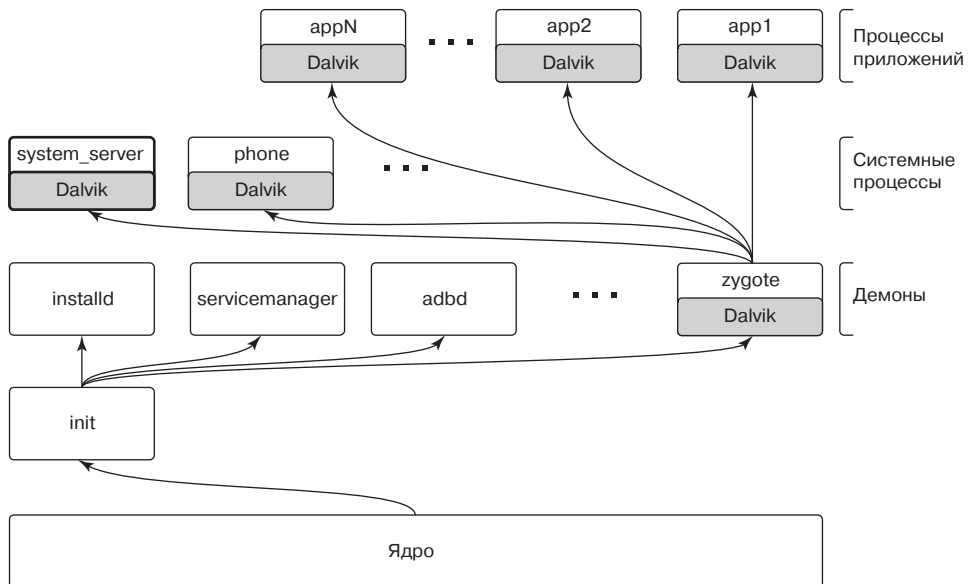 appN
app2
app1
Dalvik
Dalvik
Dalvik
Процессы
приложений
system_server
phone
Dalvik
Dalvik
Системные
процессы
installd
servicemanager
adbd
zygote
Dalvik
Демоны
init
Ядро